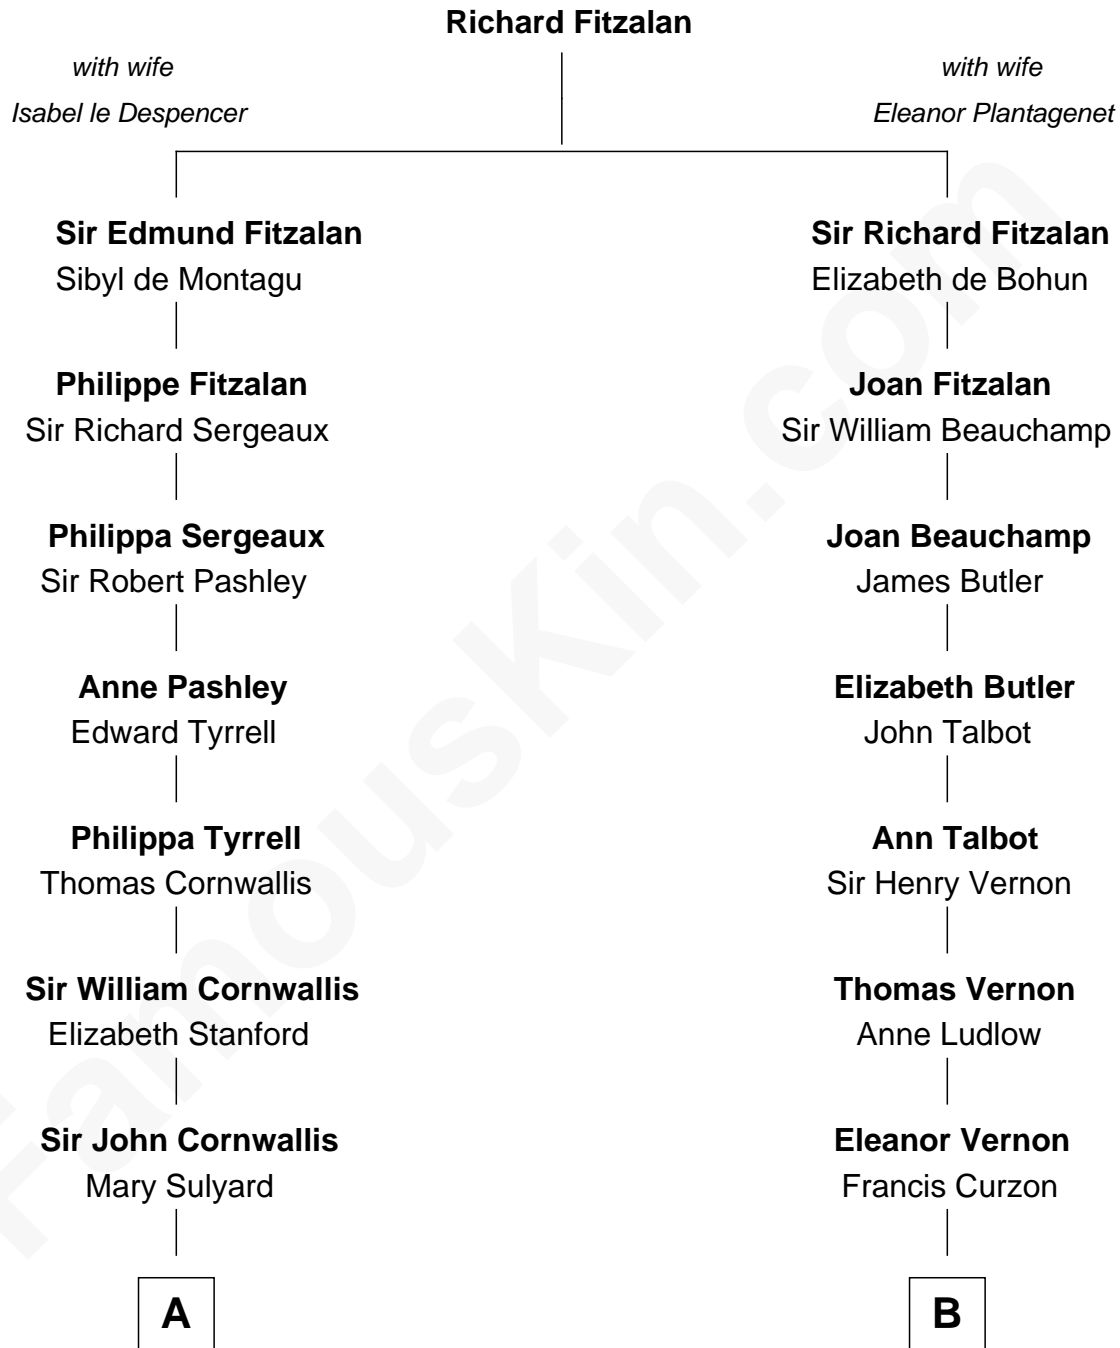 Richard Fitzalan
with wife
Isabel le Despencer
with wife
Eleanor Plantagenet
Sir Edmund Fitzalan
Sibyl de Montagu
Sir Richard Fitzalan
Elizabeth de Bohun
Philippe Fitzalan
Sir Richard Sergeaux
Joan Fitzalan
Sir William Beauchamp
Philippa Sergeaux
Sir Robert Pashley
Joan Beauchamp
James Butler
Anne Pashley
Edward Tyrrell
Elizabeth Butler
John Talbot
Philippa Tyrrell
Thomas Cornwallis
Ann Talbot
Sir Henry Vernon
Sir William Cornwallis
Elizabeth Stanford
Thomas Vernon
Anne Ludlow
Sir John Cornwallis
Mary Sulyard
Eleanor Vernon
Francis Curzon
A
B
FamousKin.com